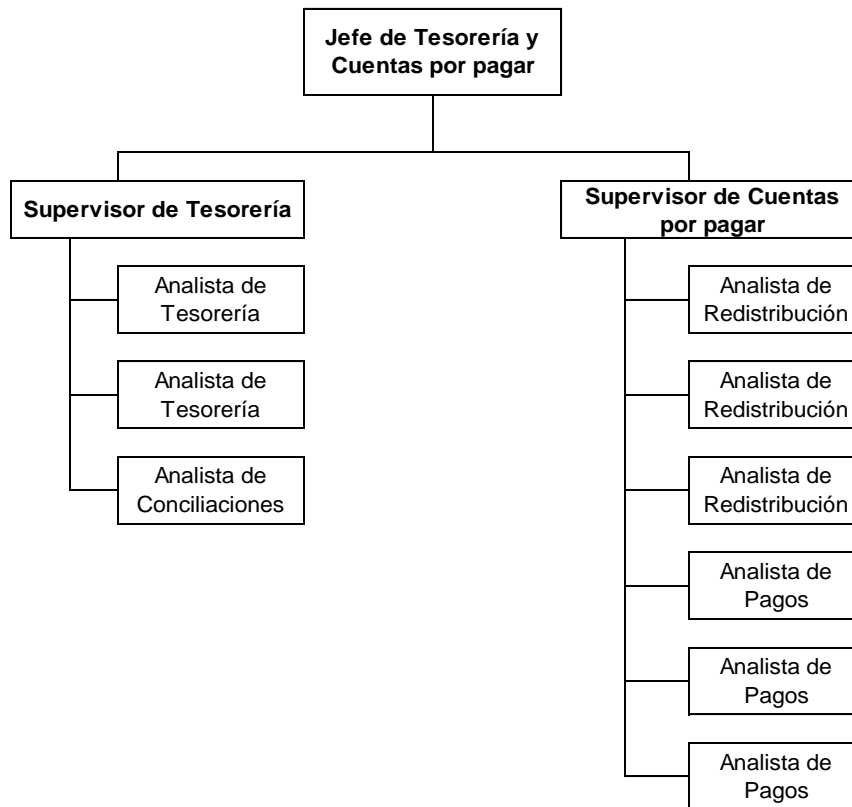 Jefe de Tesorería y
Cuentas por pagar
Supervisor de Tesorería
Analista de
Tesorería
Analista de
Tesorería
Analista de
Conciliaciones
Supervisor de Cuentas
por pagar
Analista de
Redistribución
Analista de
Redistribución
Analista de
Redistribución
Analista de
Pagos
Analista de
Pagos
Analista de
Pagos